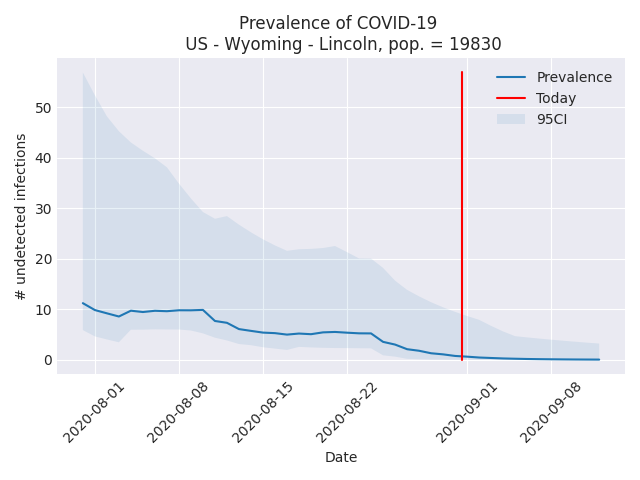 Prevalence of COVID-19
US - Wyoming - Lincoln, pop. = 19830
Prevalence
Today
95CI
# undetected infections
50
40
30
20
10
0
2020-08-01
2020-08-08
2020-08-15
2020-08-22
2020-09-01
2020-09-08
Date